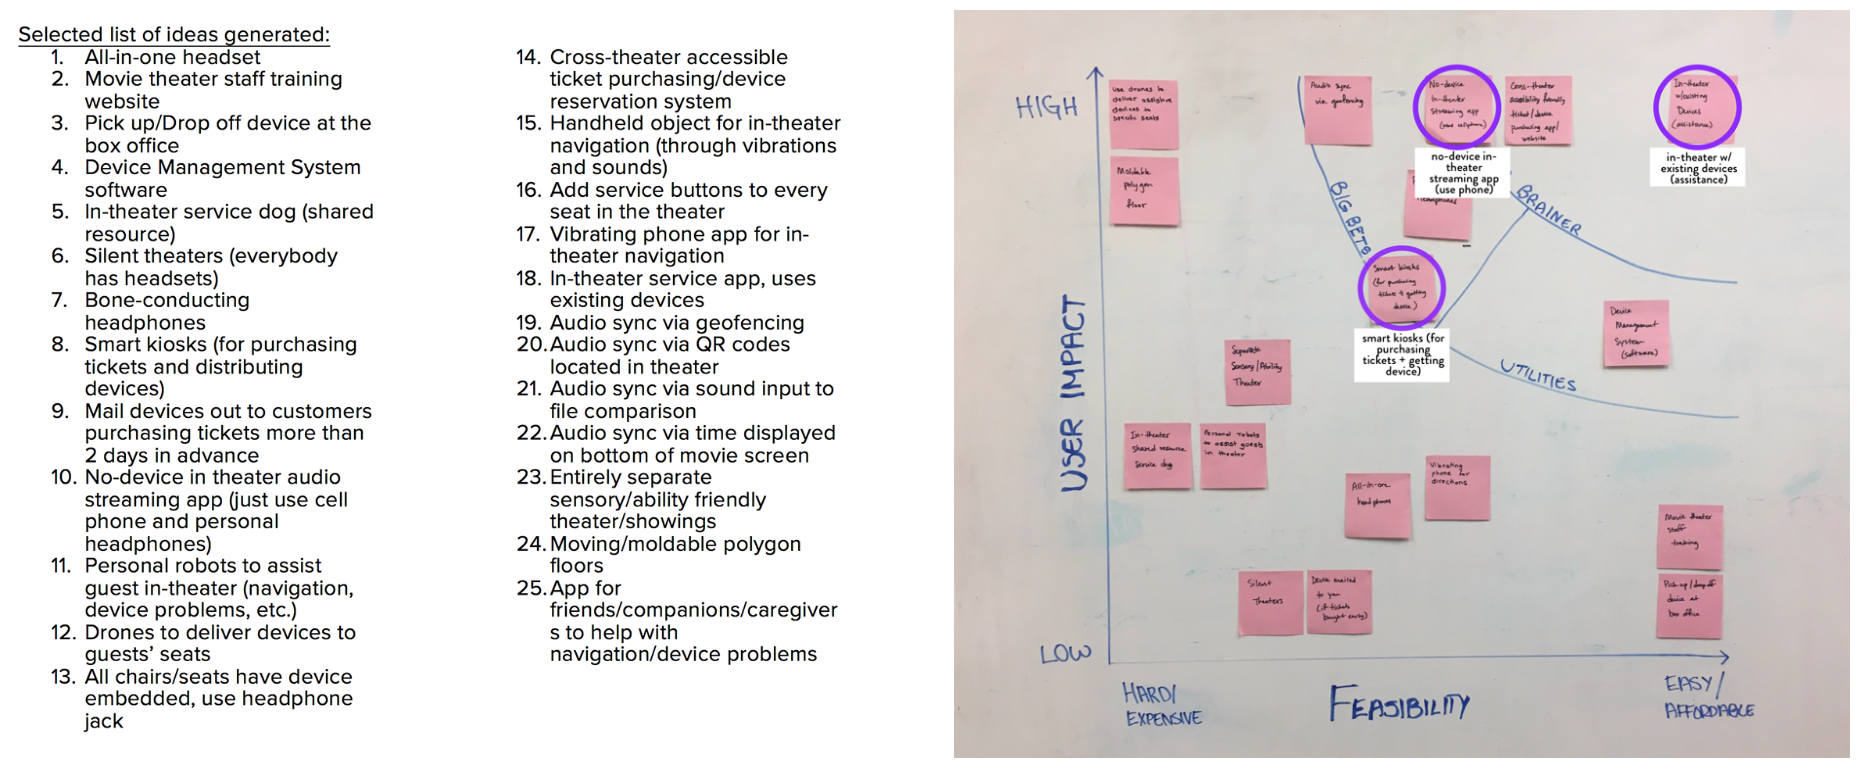 Selected list of ideas generated:
1. All-in-one headset
2. Movie theater staff training
website
3. Pick up/Drop off device at the
box office
4. Device Management System
software
5. In-theater service dog (shared
resource)
6. Silent theaters (everybody
has headsets)
7. Bone-conducting
headphones
8. Smart kiosks (for purchasing
tickets and distributing
devices)
9. Mail devices out to customers
purchasing tickets more than
2 days in advance
10. No-device in theater audio
streaming app (just use cell
phone and personal
headphones)
11. Personal robots to assist
guest in-theater (navigation,
device problems, etc.)
12. Drones to deliver devices to
guests’ seats
13. All chairs/seats have device
embedded, use headphone
jack
14. Cross-theater accessible
ticket purchasing/device
reservation system
15. Handheld object for in-theater
navigation (through vibrations
and sounds)
16. Add service buttons to every
seat in the theater
17. Vibrating phone app for in-
theater navigation
18. In-theater service app, uses
existing devices
19. Audio sync via geofencing
20. Audio sync via QR codes
located in theater
21. Audio sync via sound input to
file comparison
22. Audio sync via time displayed
on bottom of movie screen
23. Entirely separate
sensory/ability friendly
theater/showings
24. Moving/moldable polygon
floors
25. App for
friends/companions/caregiver
s to help with
navigation/device problems
HIGH
USER IMPACT
LOW
HARD/
EXPENSIVE
FEASIBILITY
EASY/
AFFORDABLE
BIG BETS
BRAINER
UTILITIES
Use drones to
deliver assistive
devices to
specific seats
Moldable
polygon
floor
Audio sync
via geofencing
No-device
In-theater
Streaming app
(use cellphone)
no-device in-
theater
streaming app
(use phone)
Cross-theater
accessibility friendly
ticket/device
purchasing app/
website
In-theater
w/existing
Devices
(assistance)
in-theater w/
existing devices
(assistance)
headphones
Smart kiosks
(for purchasing
tickets + getting
device)
smart kiosks (for
purchasing
tickets + getting
device)
Device
Management
System
(software)
Separate
Sensory/Ability
Theater
In-theater
Shared resource
Service dog
Personal robots
to assist guests
in theater
All-in-one
headphones
Vibrating
phone for
directions
Movie theater
staff
training
Pick-up/drop off
device at
box office
Silent
Theaters
Device mailed
to you
(if tickets
bought early)